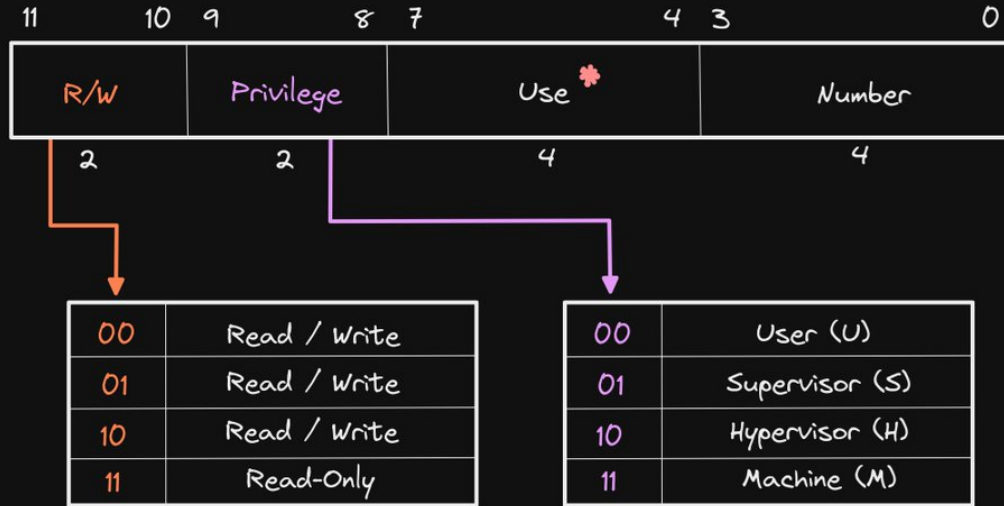 11 10 9 8 7 4 3 0
R/W Privilege Use * Number
2 2 4 4
00 Read / Write
01 Read / Write
10 Read / Write
11 Read-Only
00 User (U)
01 Supervisor (S)
10 Hypervisor (H)
11 Machine (M)